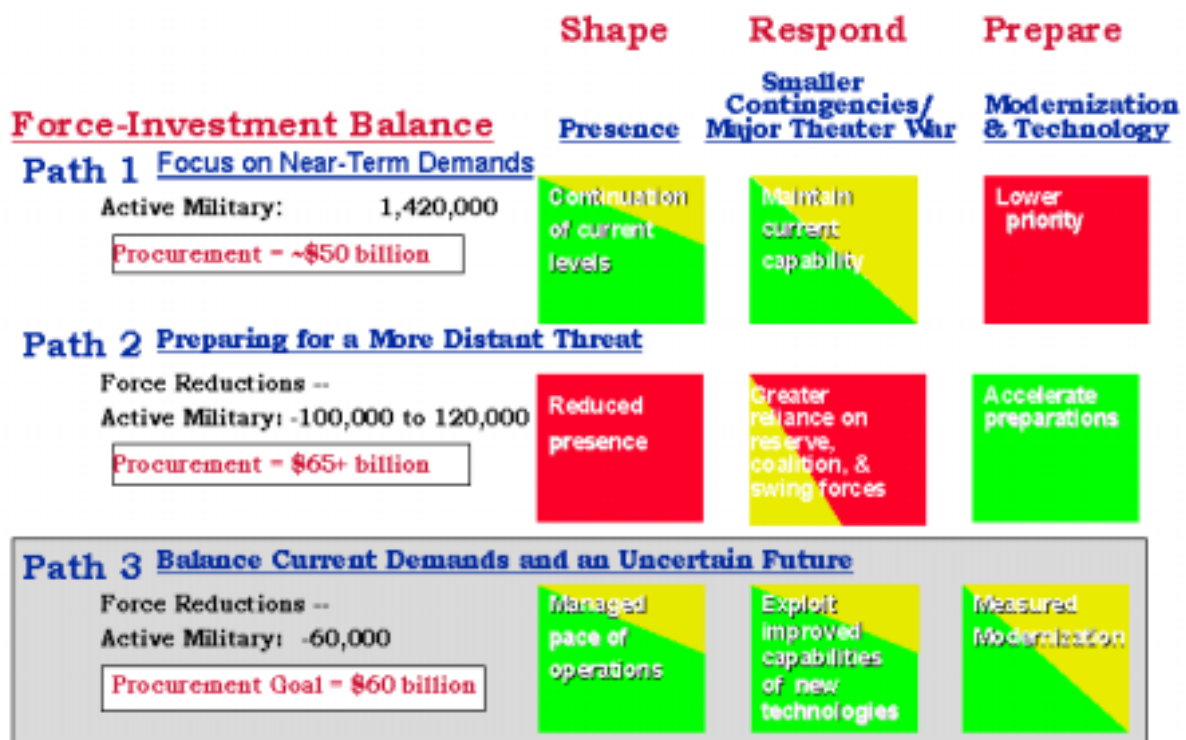 Shape Respond Prepare
Smaller
Contingencies/
Major Theater War
Presence
Modernization
& Technology
Force-Investment Balance
Path 1 Focus on Near-Term Demands
Active Military: 1,420,000
Procurement = ~$50 billion
Continuation
of current
levels
Maintain
current
capability
Lower
priority
Path 2 Preparing for a More Distant Threat
Force Reductions --
Active Military: -100,000 to 120,000
Procurement = $65+ billion
Reduced
presence
Greater
reliance on
reserve,
coalition, &
swing forces
Accelerate
preparations
Path 3 Balance Current Demands and an Uncertain Future
Force Reductions --
Active Military: -60,000
Procurement Goal = $60 billion
Managed
pace of
operations
Exploit
improved
capabilities
of new
technologies
Measured
Modernization